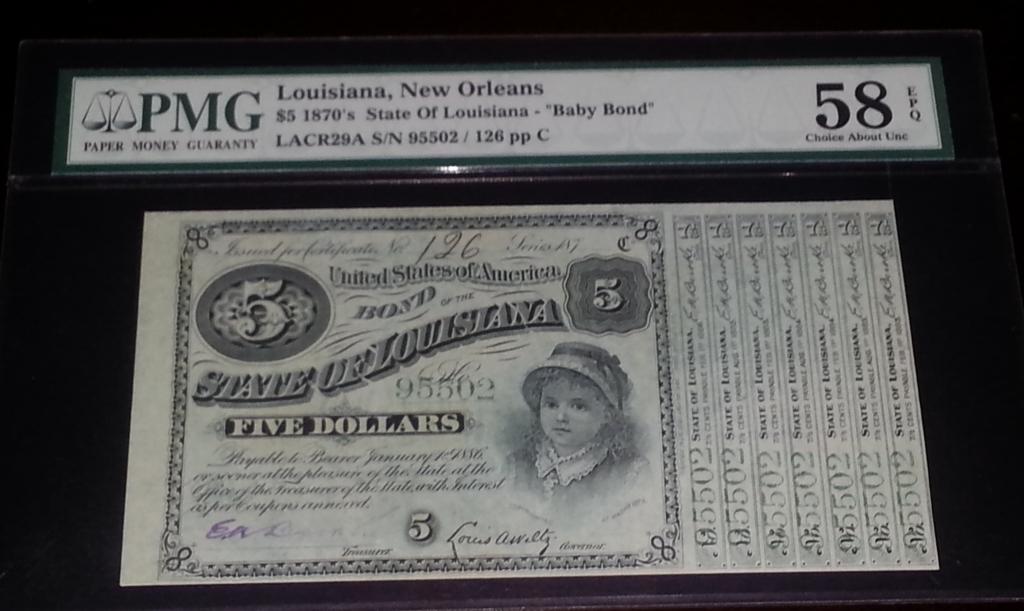 PMG
PAPER MONEY GUARANTY
Louisiana, New Orleans
$5 1870's State Of Louisiana - "Baby Bond"
LACR29A S/N 95502 / 126 pp C
58
EPQ
Choice About Unc
Issued for Certificate No. 126 Series 187 C
United States of America,
5
BOND OF THE
5
STATE OF LOUISIANA
95502
FIVE DOLLARS
Payable to Bearer January 1st 1886,
or sooner at the pleasure of the State at the
Office of the Treasurer of the State, with Interest
as per Coupons annexed.
5
Louis A Wiltz
Treasurer. Governor.
95502 STATE OF LOUISIANA,
95502 STATE OF LOUISIANA,
95502 STATE OF LOUISIANA,
95502 STATE OF LOUISIANA,
95502 STATE OF LOUISIANA,
95502 STATE OF LOUISIANA,
95502 STATE OF LOUISIANA,